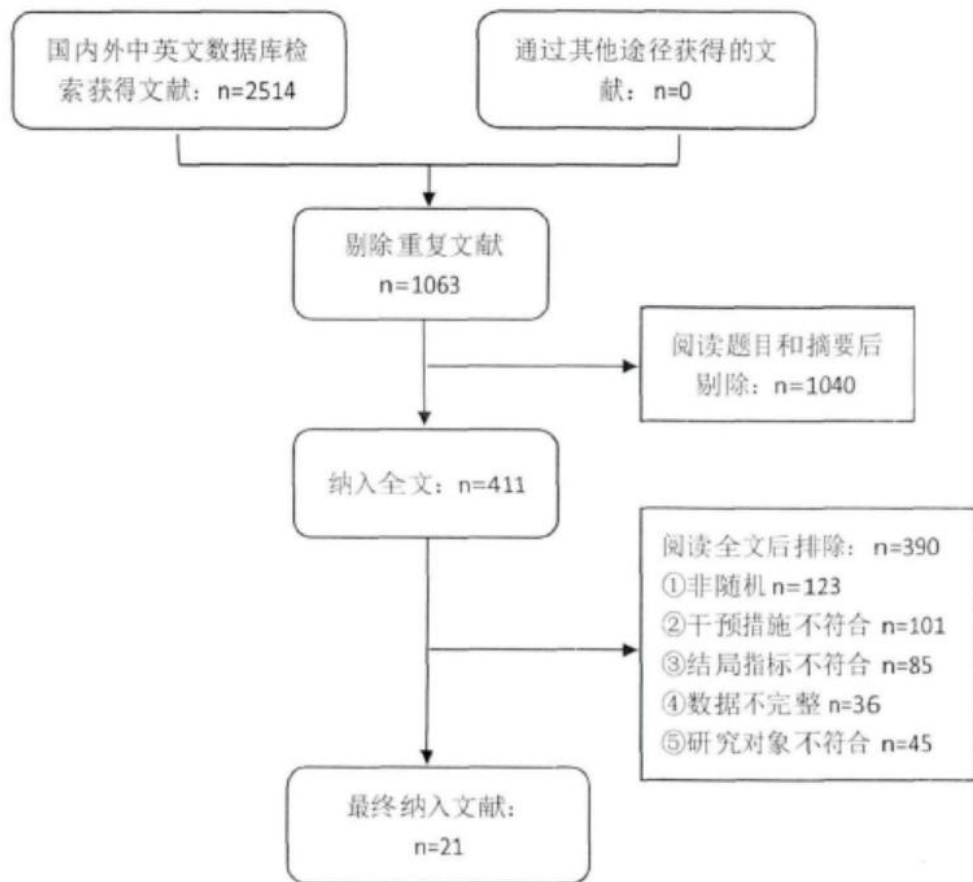 国内外中英文数据库检
索获得文献：n=2514
通过其他途径获得的文
献：n=0
剔除重复文献
n=1063
阅读题目和摘要后
剔除：n=1040
纳入全文：n=411
阅读全文后排除：n=390
①非随机 n=123
②干预措施不符合 n=101
③结局指标不符合 n=85
④数据不完整 n=36
⑤研究对象不符合 n=45
最终纳入文献：
n=21